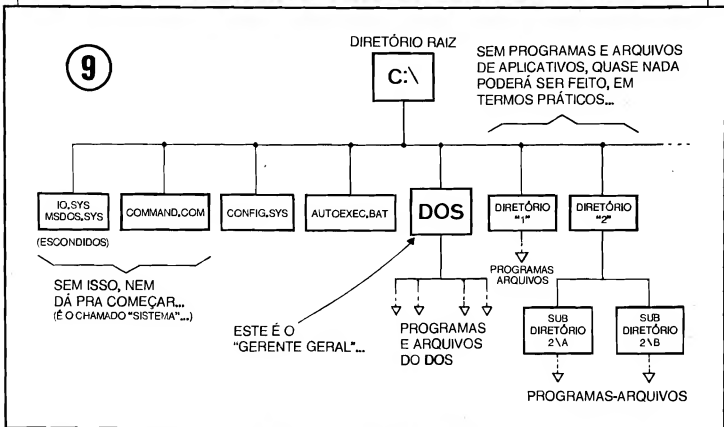 9
DIRETÓRIO RAIZ
C:\
SEM PROGRAMAS E ARQUIVOS
DE APLICATIVOS, QUASE NADA
PODERÁ SER FEITO, EM
TERMOS PRÁTICOS...
IO.SYS
MSDOS.SYS
(ESCONDIDOS)
COMMAND.COM
CONFIG.SYS
AUTOEXEC.BAT
DOS
DIRETÓRIO
"1"
DIRETÓRIO
"2"
PROGRAMAS
ARQUIVOS
SEM ISSO, NEM
DÁ PRA COMEÇAR...
(É O CHAMADO "SISTEMA"...)
ESTE É O
"GERENTE GERAL"...
PROGRAMAS
E ARQUIVOS
DO DOS
SUB
DIRETÓRIO
2\A
SUB
DIRETÓRIO
2\B
PROGRAMAS-ARQUIVOS